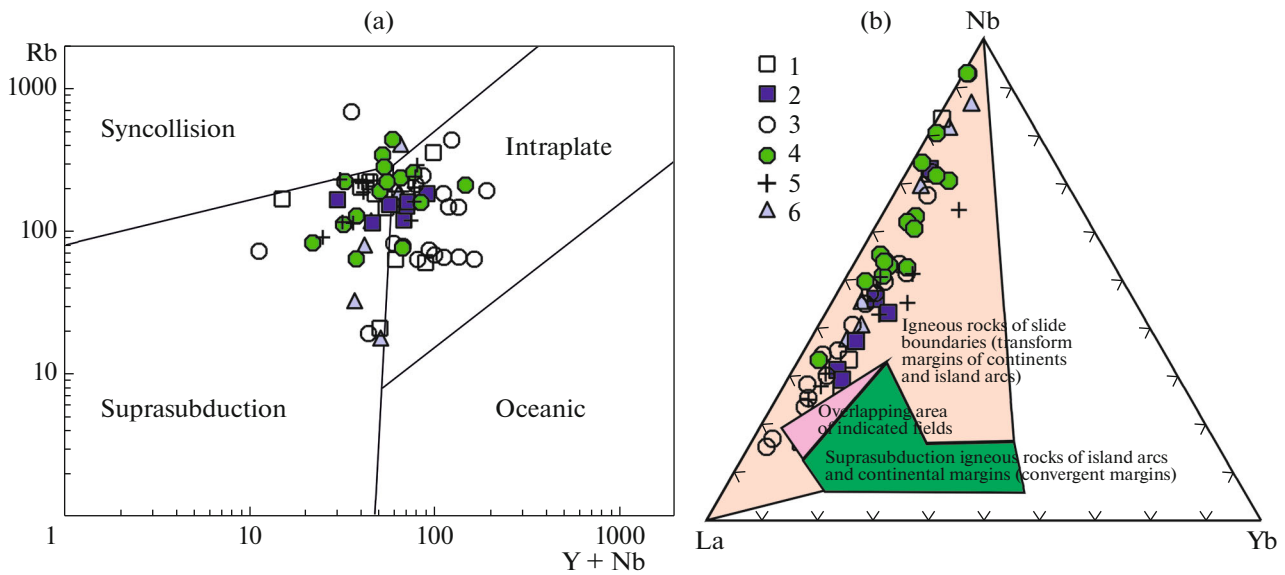 (a)
Rb
1000
100
10
1
10
100
1000
Y + Nb
Syncollision
Intraplate
Suprasubduction
Oceanic
(b)
Nb
1
2
3
4
5
6
Igneous rocks of slide
boundaries (transform
margins of continents
and island arcs)
Overlapping area
of indicated fields
Suprasubduction igneous rocks of island arcs
and continental margins (convergent margins)
La
Yb